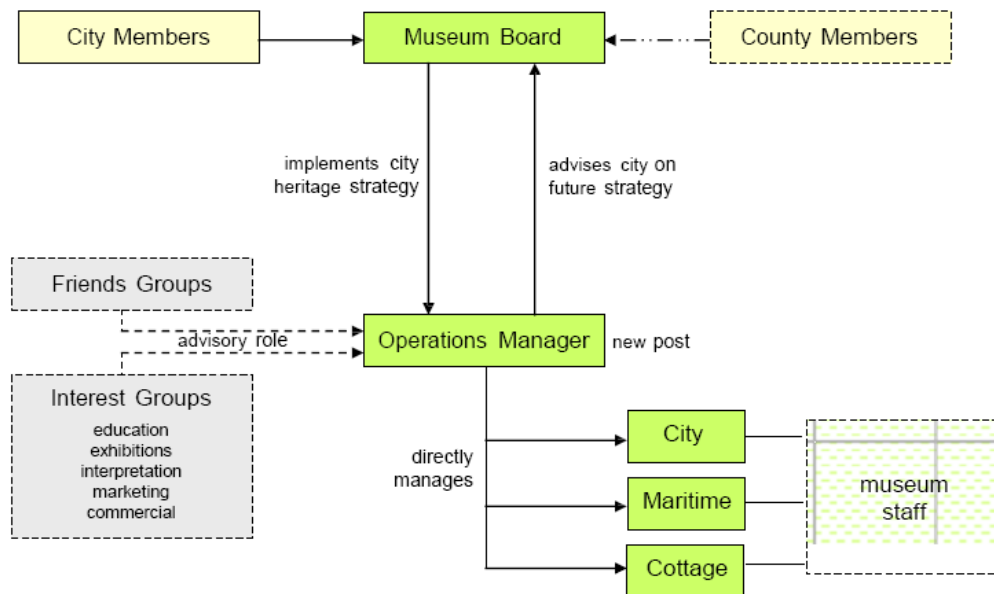 City Members
Museum Board
County Members
implements city
heritage strategy
advises city on
future strategy
Friends Groups
advisory role
Operations Manager
new post
Interest Groups
education
exhibitions
interpretation
marketing
commercial
directly
manages
City
Maritime
Cottage
museum
staff